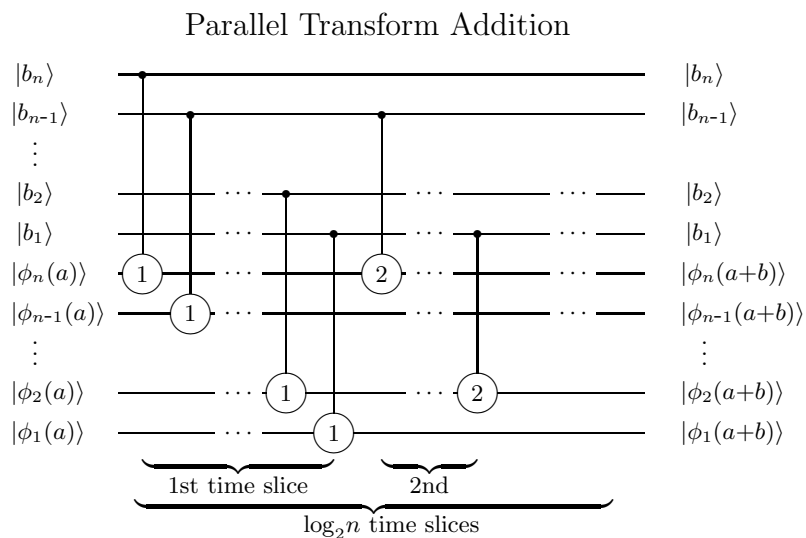 Parallel Transform Addition
|b_n⟩ |b_n⟩
|b_{n-1}⟩ |b_{n-1}⟩
⋮
|b_2⟩ ··· ··· ··· |b_2⟩
|b_1⟩ ··· ··· ··· |b_1⟩
|ϕ_n(a)⟩ 1 ··· 2 ··· ··· |ϕ_n(a+b)⟩
|ϕ_{n-1}(a)⟩ 1 ··· ··· ··· |ϕ_{n-1}(a+b)⟩
⋮ ⋮
|ϕ_2(a)⟩ ··· 1 ··· 2 |ϕ_2(a+b)⟩
|ϕ_1(a)⟩ ··· 1 |ϕ_1(a+b)⟩
1st time slice 2nd
log_2 n time slices